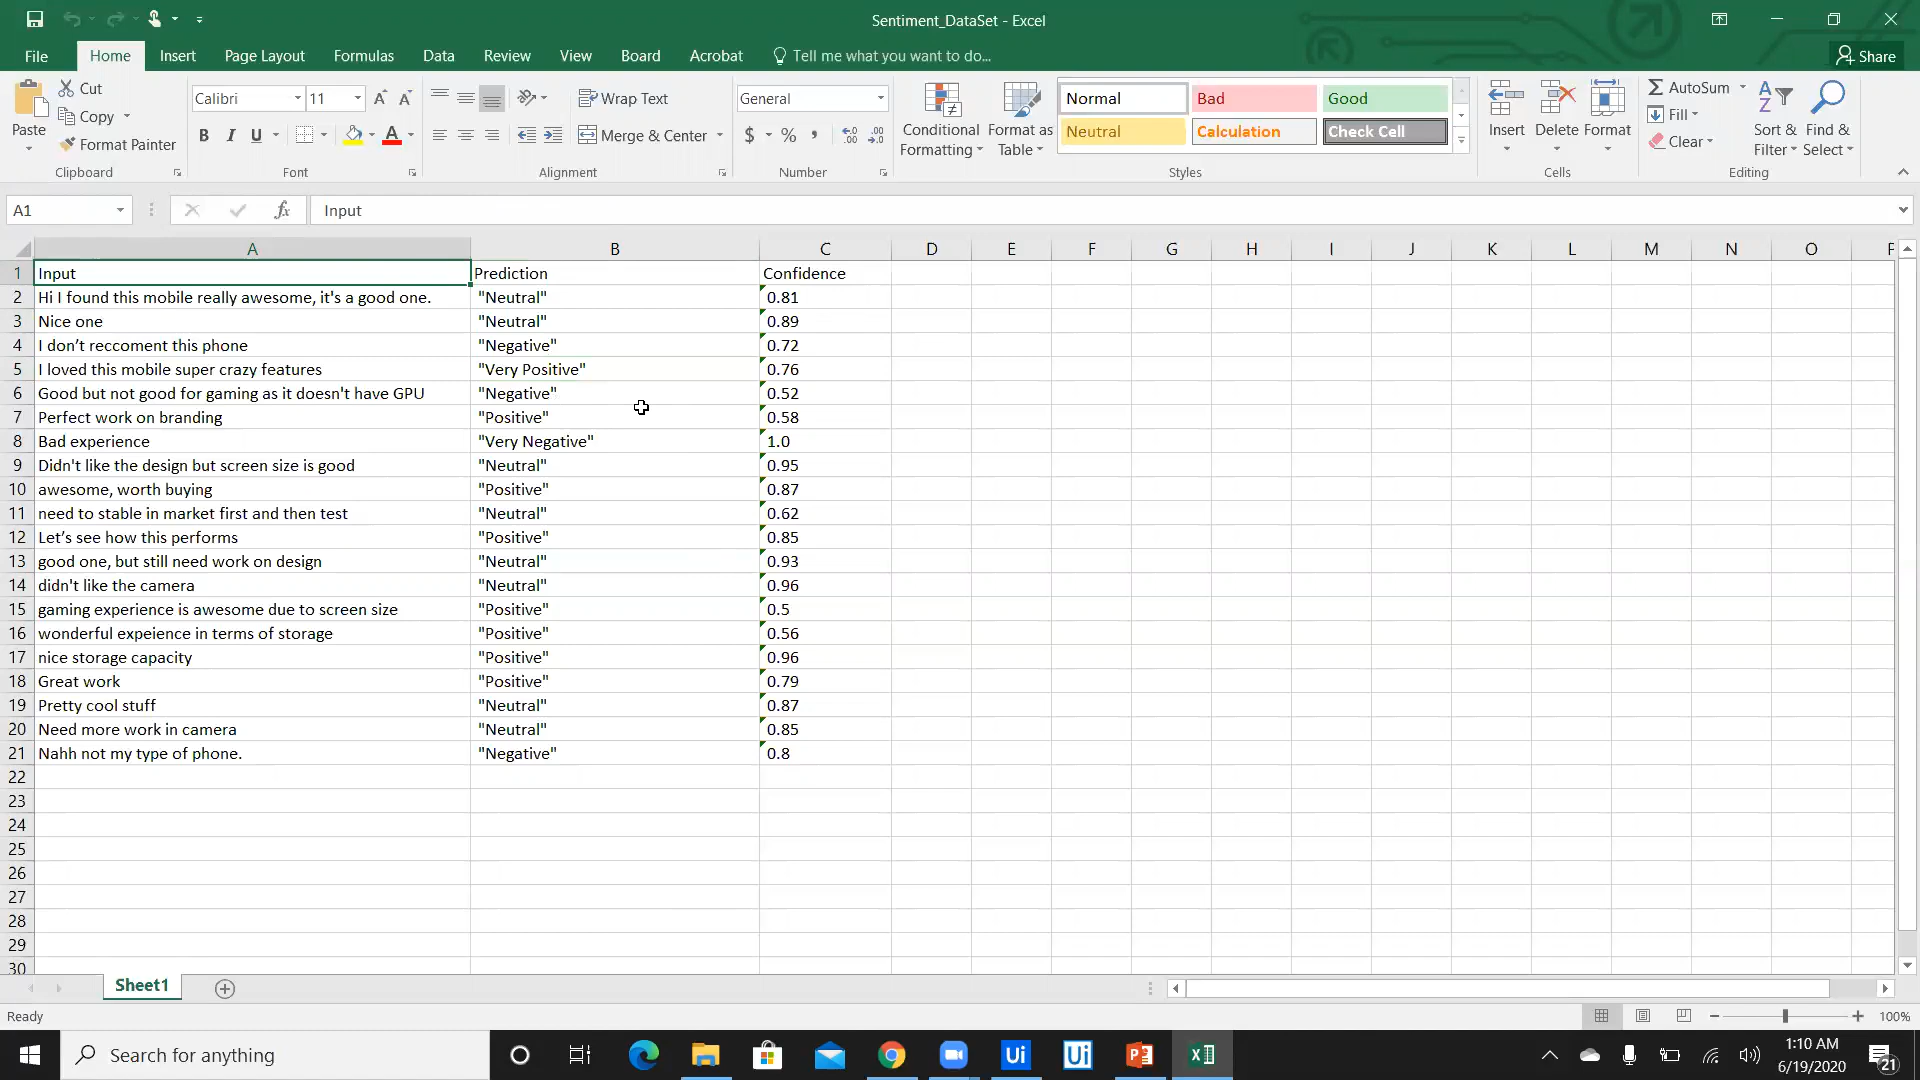 Sentiment_DataSet - Excel
File Home Insert Page Layout Formulas Data Review View Board Acrobat Tell me what you want to do... Share
Paste Cut Copy Format Painter Clipboard
Calibri 11 A A B I U A Font
Wrap Text Merge & Center Alignment
General $ % , Number
Conditional Formatting Format as Table
Normal Bad Good
Neutral Calculation Check Cell
Styles
Insert Delete Format Cells
AutoSum Fill Clear Sort & Filter Find & Select Editing
A1 fx Input
A B C D E F G H I J K L M N O P
1 Input Prediction Confidence
2 Hi I found this mobile really awesome, it's a good one. "Neutral" 0.81
3 Nice one "Neutral" 0.89
4 I don’t reccoment this phone "Negative" 0.72
5 I loved this mobile super crazy features "Very Positive" 0.76
6 Good but not good for gaming as it doesn't have GPU "Negative" 0.52
7 Perfect work on branding "Positive" 0.58
8 Bad experience "Very Negative" 1.0
9 Didn't like the design but screen size is good "Neutral" 0.95
10 awesome, worth buying "Positive" 0.87
11 need to stable in market first and then test "Neutral" 0.62
12 Let’s see how this performs "Positive" 0.85
13 good one, but still need work on design "Neutral" 0.93
14 didn't like the camera "Neutral" 0.96
15 gaming experience is awesome due to screen size "Positive" 0.5
16 wonderful expeience in terms of storage "Positive" 0.56
17 nice storage capacity "Positive" 0.96
18 Great work "Positive" 0.79
19 Pretty cool stuff "Neutral" 0.87
20 Need more work in camera "Neutral" 0.85
21 Nahh not my type of phone. "Negative" 0.8
22
23
24
25
26
27
28
29
30
Sheet1
Ready 100%
Search for anything Ui Ui 1:10 AM
6/19/2020 21